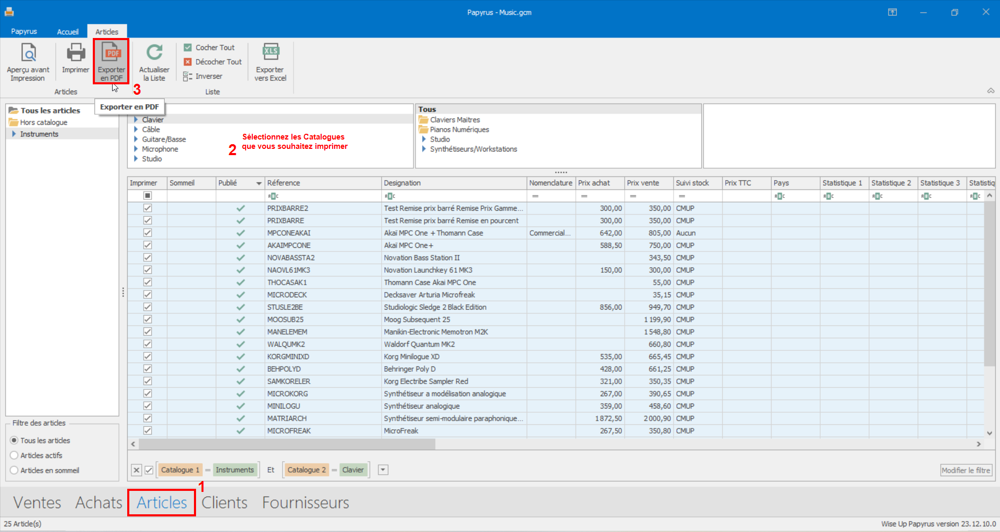 Papyrus - Music.gcm
Papyrus Accueil Articles
Aperçu avant Impression
Imprimer
PDF
Exporter en PDF
Actualiser la Liste
Cocher Tout
Décocher Tout
Inverser
XLS
Exporter vers Excel
Articles
3
Liste
Exporter en PDF
Tous les articles
Hors catalogue
Instruments
Clavier
Câble
Guitare/Basse
Microphone
Studio
2
Sélectionnez les Catalogues
que vous souhaitez imprimer
Tous
Claviers Maitres
Pianos Numériques
Studio
Synthétiseurs/Workstations
Imprimer Sommeil Publié Réference Designation Nomenclature Prix achat Prix vente Suivi stock Prix TTC Pays Statistique 1 Statistique 2 Statistique 3 Statistiq
ABC ABC = = = = ABC ABC ABC ABC ABC
PRIXBARRE2 Test Remise prix barré Remise Prix Gamme... 300,00 350,00 CMUP
PRIXBARRE Test Remise prix barré Remise en pourcent 300,00 350,00 CMUP
MPCONEAKAI Akaï MPC One + Thomann Case Commercial... 642,00 805,00 Aucun
AKAIMPCONE Akaï MPC One+ 588,50 750,00 CMUP
NOVABASSTA2 Novation Bass Station II 343,50 CMUP
NAOVL61MK3 Novation Launchkey 61 MK3 150,00 300,00 CMUP
THOCASAK1 Thomann Case Akai MPC One 55,00 CMUP
MICRODECK Decksaver Arturia Microfreak 35,15 CMUP
STUSLE2BE Studiologic Sledge 2 Black Edition 856,00 949,70 CMUP
MOOSUB25 Moog Subsequent 25 1 199,90 CMUP
MANELEMEM Manikin-Electronic Memotron M2K 1 548,80 CMUP
WALQUMK2 Waldorf Quantum MK2 660,80 CMUP
KORGMINIXD Korg Minilogue XD 535,00 665,45 CMUP
BEHPOLYD Behringer Poly D 428,00 661,25 CMUP
SAMKORELER Korg Electribe Sampler Red 321,00 350,35 CMUP
MICROKORG Synthétiseur a modélisation analogique 267,00 390,65 CMUP
MINILOGU Synthétiseur analogique 359,00 458,60 CMUP
MATRIARCH Synthétiseur semi-modulaire paraphonique... 1 872,50 2 000,90 CMUP
MICROFREAK MicroFreak 267,50 350,80 CMUP
Filtre des articles
Tous les articles
Articles actifs
Articles en sommeil
Catalogue 1 = Instruments Et Catalogue 2 = Clavier
Modifier le filtre
1
Ventes Achats Articles Clients Fournisseurs
25 Article(s)
Wise Up Papyrus version 23.12.10.0